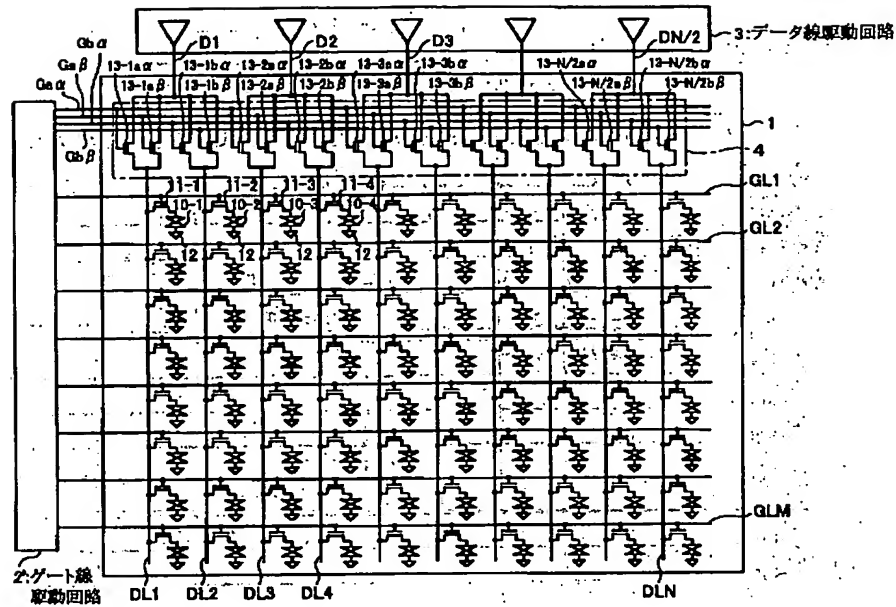 3:データ線駆動回路
D1 D2 D3 DN/2
Gbα
Gaβ
Gaα
13-1aα 13-1bα 13-2aα 13-2bα 13-3aα 13-3bα 13-N/2aα 13-N/2bα
13-1aβ 13-1bβ 13-2aβ 13-2bβ 13-3aβ 13-3bβ 13-N/2aβ 13-N/2bβ
1
Gbβ
4
11-1 11-2 11-3 11-4 GL1
10-1 10-2 10-3 10-4
GL2
12 12 12 12
GLM
2:ゲート線
駆動回路
DL1 DL2 DL3 DL4 DLN